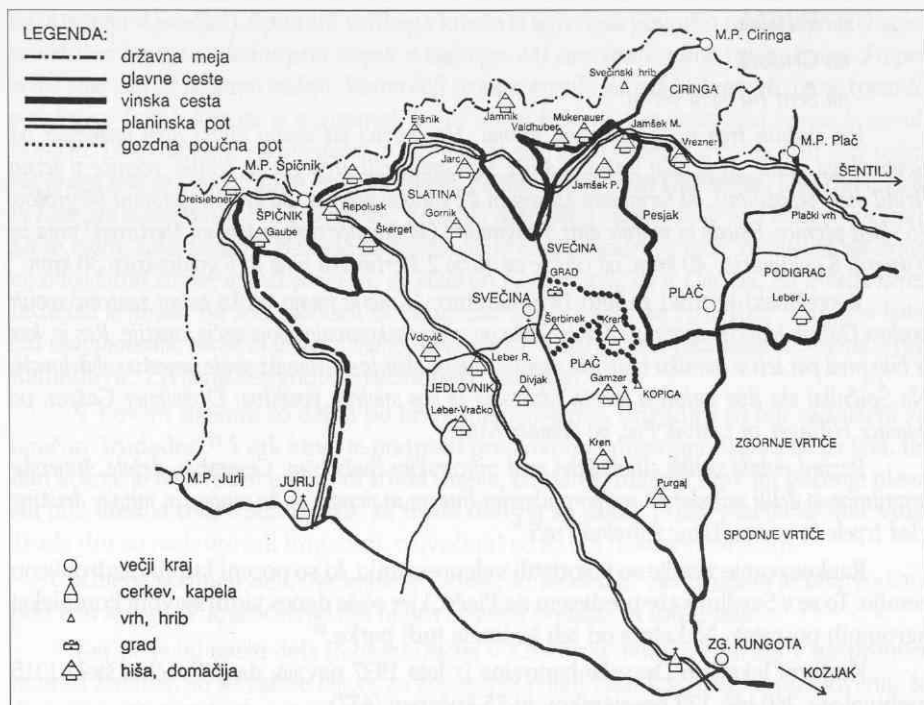 LEGENDA:
državna meja
glavne ceste
vinska cesta
planinska pot
gozdna poučna pot
M.P. Ciringa
Svečinski hrib
CIRINGA
Jamnik
Elšnik
Valdhuber
Mukenauer
Jamšek M.
Vrezner
M.P. Plač
ŠENTILJ
M.P. Špičnik
Dreisiebner
ŠPIČNIK
Repolusk
Jarc
SLATINA
Gornik
Jamšek P.
Gaube
Škerget
Pesjak
Plački vrh
SVEČINA
GRAD
PODIGRAC
Leber J.
SVEČINA
PLAČ
Šerbinek
Vdovič
Leber R.
PLAČ
JEDLOVNIK
Divjak
Gamzer
KOPICA
Leber-Vračko
Kren
ZGORNJE VRTIČE
M.P. Jurij
JURIJ
Purgaj
SPODNJE VRTIČE
večji kraj
cerkev, kapela
vrh, hrib
grad
hiša, domačija
ZG. KUNGOTA
KOZJAK